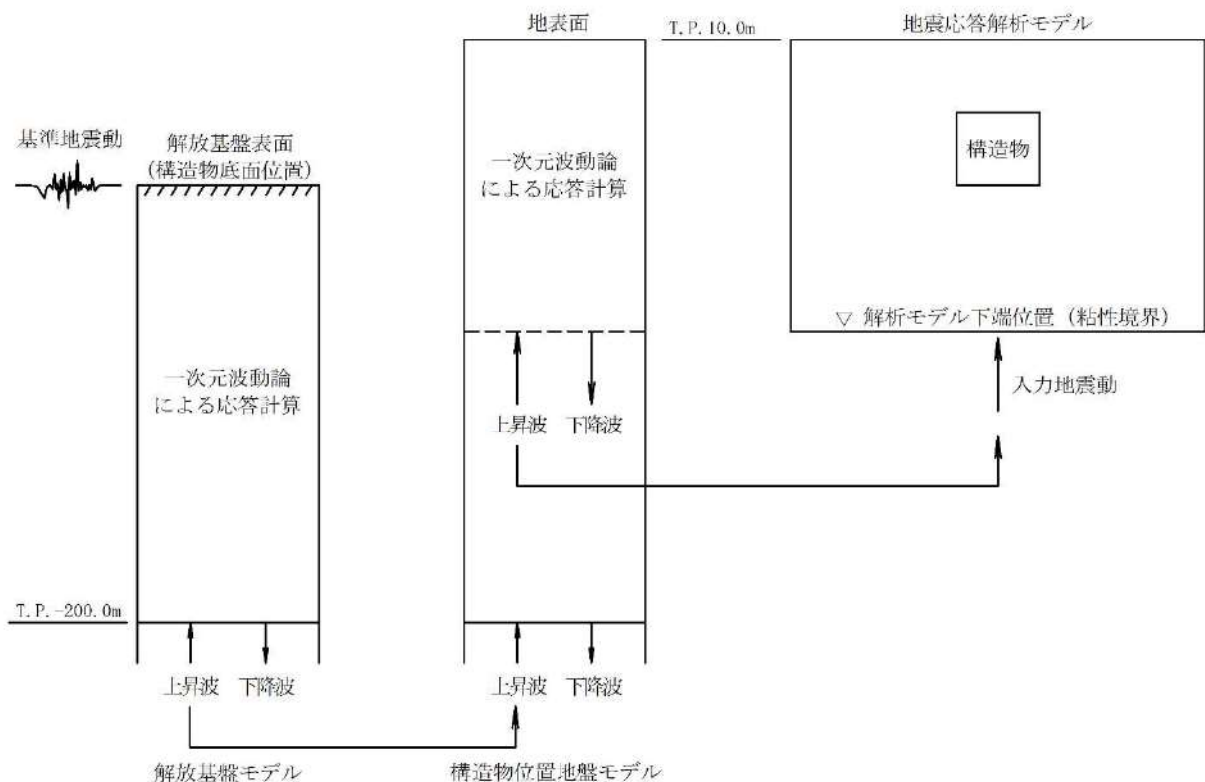 地表面
T.P.10.0m
地震応答解析モデル
基準地震動
解放基盤表面
(構造物底面位置)
一次元波動論
による応答計算
構造物
▽ 解析モデル下端位置（粘性境界）
一次元波動論
による応答計算
上昇波 下降波
入力地震動
T.P.-200.0m
上昇波 下降波
上昇波 下降波
解放基盤モデル
構造物位置地盤モデル